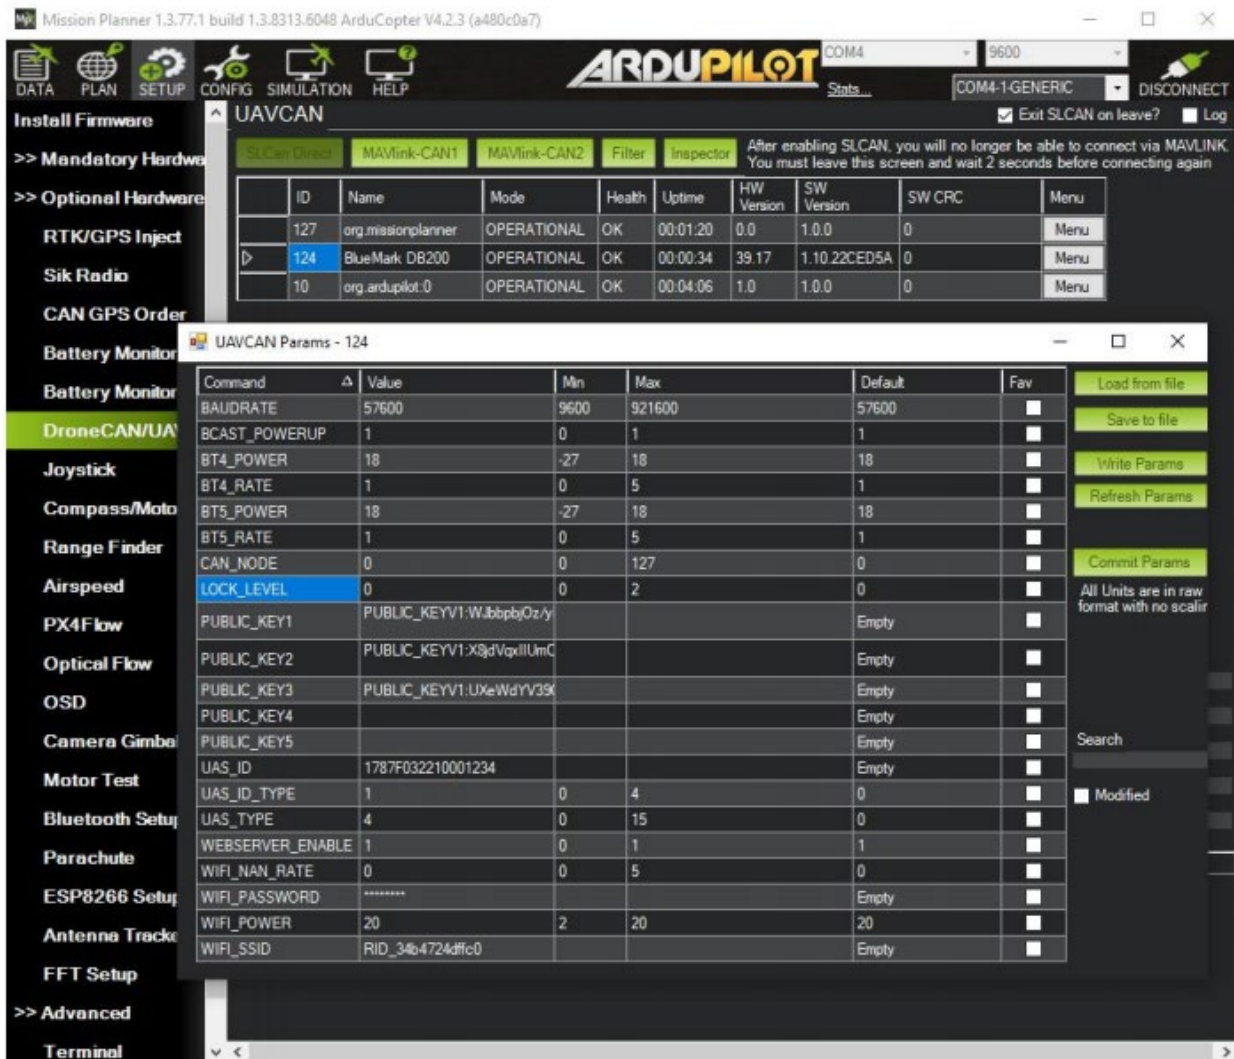 Mission Planner 1.3.77.1 build 1.3.8313.6048 ArduCopter V4.2.3 (a480c0a7)
DATA PLAN SETUP CONFIG SIMULATION HELP
ARDUPILOT
COM4 9600
Stats... COM4-1-GENERIC DISCONNECT
Install Firmware
>> Mandatory Hardwa
>> Optional Hardware
RTK/GPS Inject
Sik Radio
CAN GPS Order
Battery Monitor
Battery Monitor
DroneCAN/UA
Joystick
Compass/Moto
Range Finder
Airspeed
PX4Flow
Optical Flow
OSD
Camera Gimba
Motor Test
Bluetooth Setup
Parachute
ESP8266 Setup
Antenna Tracke
FFT Setup
>> Advanced
Terminal
UAVCAN
Exit SLCAN on leave? Log
SLCan Direct MAVlink-CAN1 MAVlink-CAN2 Filter Inspector
After enabling SLCAN, you will no longer be able to connect via MAVLINK.
You must leave this screen and wait 2 seconds before connecting again
ID Name Mode Health Uptime HW Version SW Version SW CRC Menu
127 org.missionplanner OPERATIONAL OK 00:01:20 0.0 1.0.0 0 Menu
124 BlueMark DB200 OPERATIONAL OK 00:00:34 39.17 1.10.22CED5A 0 Menu
10 org.ardupilot:0 OPERATIONAL OK 00:04:06 1.0 1.0.0 0 Menu
UAVCAN Params - 124
Command Value Min Max Default Fav
BAUDRATE 57600 9600 921600 57600
BCAST_POWERUP 1 0 1 1
BT4_POWER 18 -27 18 18
BT4_RATE 1 0 5 1
BT5_POWER 18 -27 18 18
BT5_RATE 1 0 5 1
CAN_NODE 0 0 127 0
LOCK_LEVEL 0 0 2 0
PUBLIC_KEY1 PUBLIC_KEYV1:WJbbpbjOz/y Empty
PUBLIC_KEY2 Empty
PUBLIC_KEY3 PUBLIC_KEYV1:UXeWdYV39 Empty
PUBLIC_KEY4 Empty
PUBLIC_KEY5 Empty
UAS_ID 1787F032210001234 Empty
UAS_ID_TYPE 1 0 4 0
UAS_TYPE 4 0 15 0
WEBSERVER_ENABLE 1 0 1 1
WIFI_NAN_RATE 0 0 5 0
WIFI_PASSWORD ******** Empty
WIFI_POWER 20 2 20 20
WIFI_SSID RID_34b4724dffc0 Empty
Load from file
Save to file
Write Params
Refresh Params
Commit Params
All Units are in raw
format with no scalin
Search
Modified